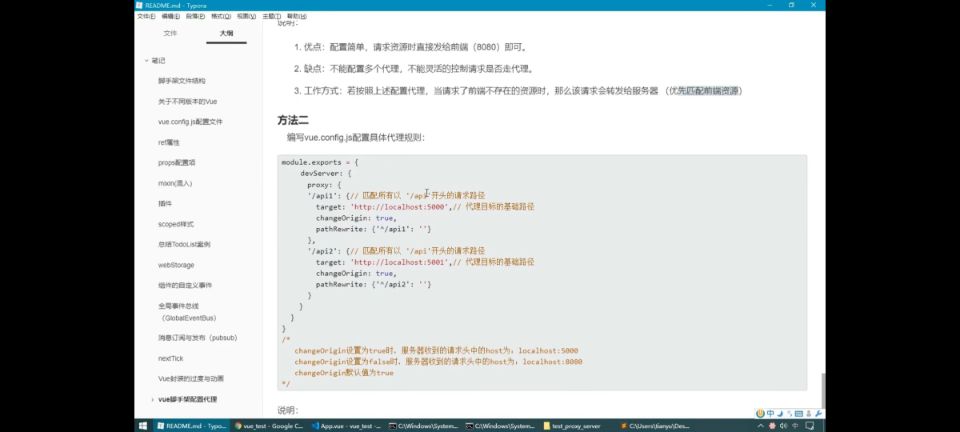 README.md - Typora
文件(F) 编辑(E) 段落(P) 格式(O) 视图(V) 主题(T) 帮助(H)
文件 大纲
笔记
脚手架文件结构
关于不同版本的Vue
vue.config.js配置文件
ref属性
props配置项
mixin(混入)
插件
scoped样式
总结TodoList案例
webStorage
组件的自定义事件
全局事件总线
（GlobalEventBus）
消息订阅与发布（pubsub）
nextTick
Vue封装的过度与动画
vue脚手架配置代理
说明：
1. 优点：配置简单，请求资源时直接发给前端（8080）即可。
2. 缺点：不能配置多个代理，不能灵活的控制请求是否走代理。
3. 工作方式：若按照上述配置代理，当请求了前端不存在的资源时，那么该请求会转发给服务器 （优先匹配前端资源）
方法二
编写vue.config.js配置具体代理规则：
module.exports = {
devServer: {
proxy: {
'/api1': {// 匹配所有以 '/api'开头的请求路径
target: 'http://localhost:5000',// 代理目标的基础路径
changeOrigin: true,
pathRewrite: {'^/api1': ''}
},
'/api2': {// 匹配所有以 '/api'开头的请求路径
target: 'http://localhost:5001',// 代理目标的基础路径
changeOrigin: true,
pathRewrite: {'^/api2': ''}
}
}
}
}
/*
changeOrigin设置为true时，服务器收到的请求头中的host为：localhost:5000
changeOrigin设置为false时，服务器收到的请求头中的host为：localhost:8080
changeOrigin默认值为true
*/
说明：
中
README.md - Typo... vue_test - Google C... App.vue - vue_test -... C:\Windows\System... C:\Windows\System... test_proxy_server C:\Users\tianyu\Des...
中